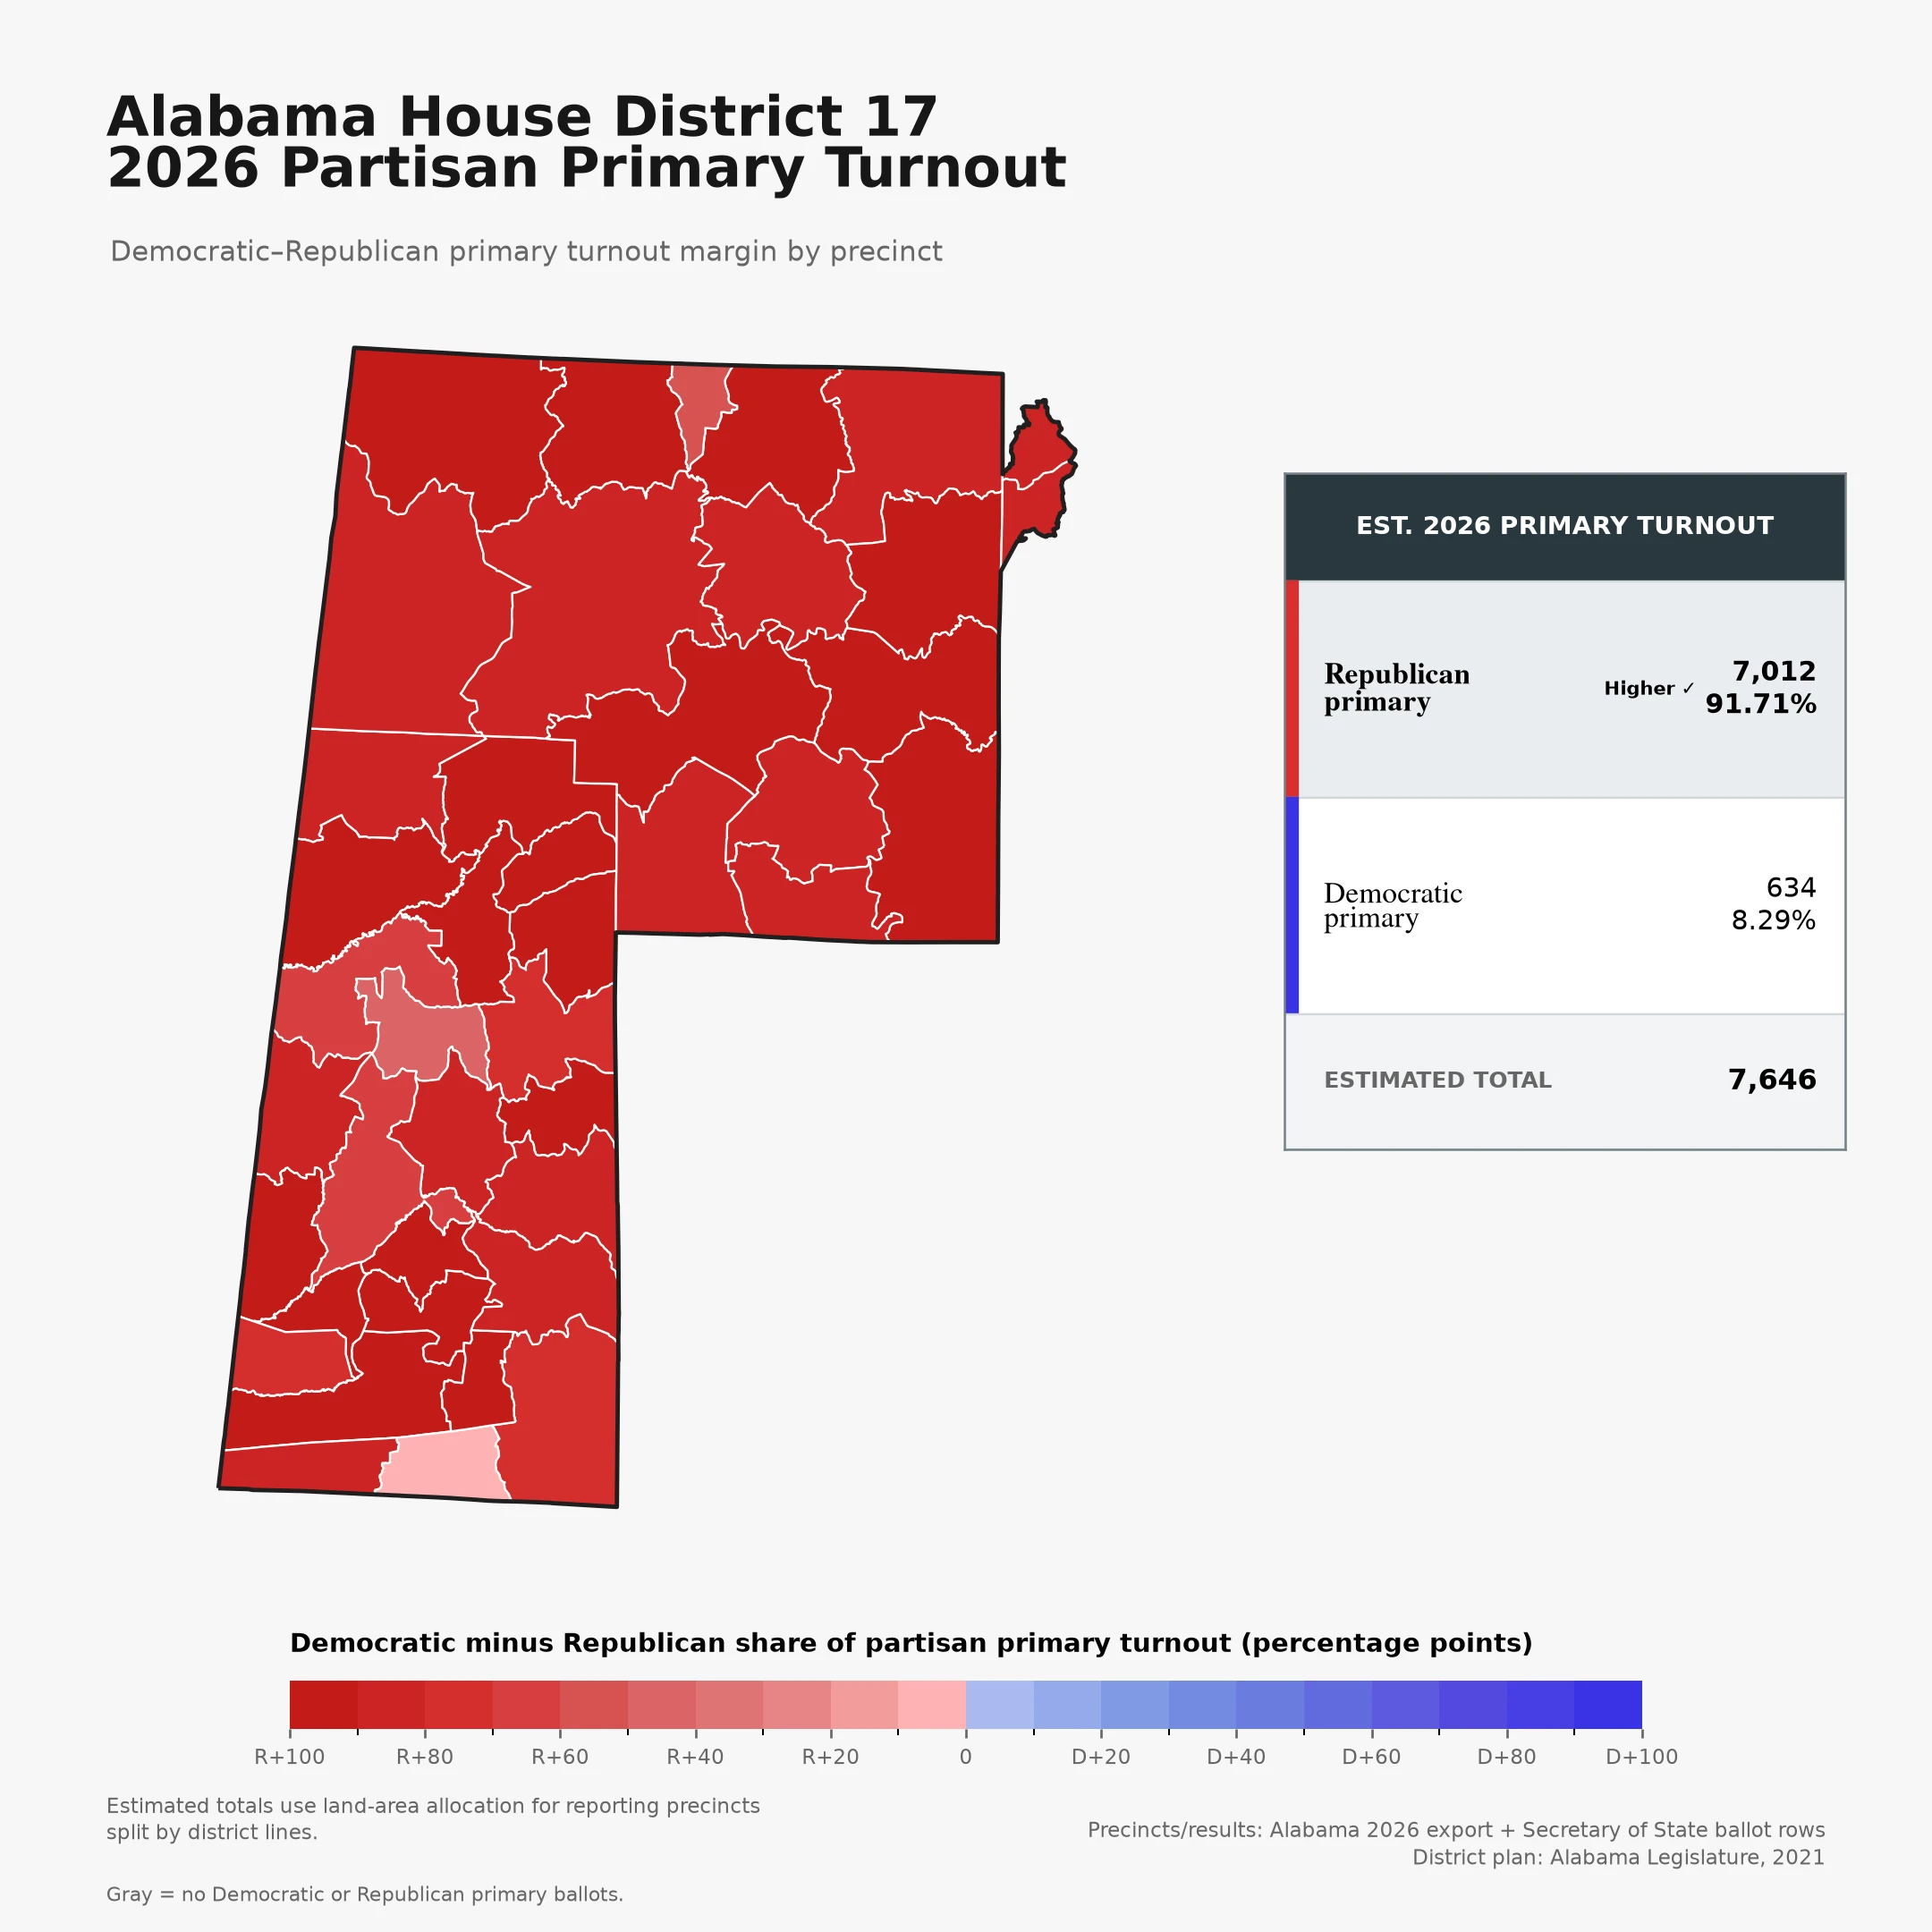 Alabama House District 17
2026 Partisan Primary Turnout
Democratic–Republican primary turnout margin by precinct
EST. 2026 PRIMARY TURNOUT
Republican
primary
Higher ✓
7,012
91.71%
Democratic
primary
634
8.29%
ESTIMATED TOTAL
7,646
Democratic minus Republican share of partisan primary turnout (percentage points)
R+100 R+80 R+60 R+40 R+20 0 D+20 D+40 D+60 D+80 D+100
Estimated totals use land-area allocation for reporting precincts
split by district lines.
Gray = no Democratic or Republican primary ballots.
Precincts/results: Alabama 2026 export + Secretary of State ballot rows
District plan: Alabama Legislature, 2021